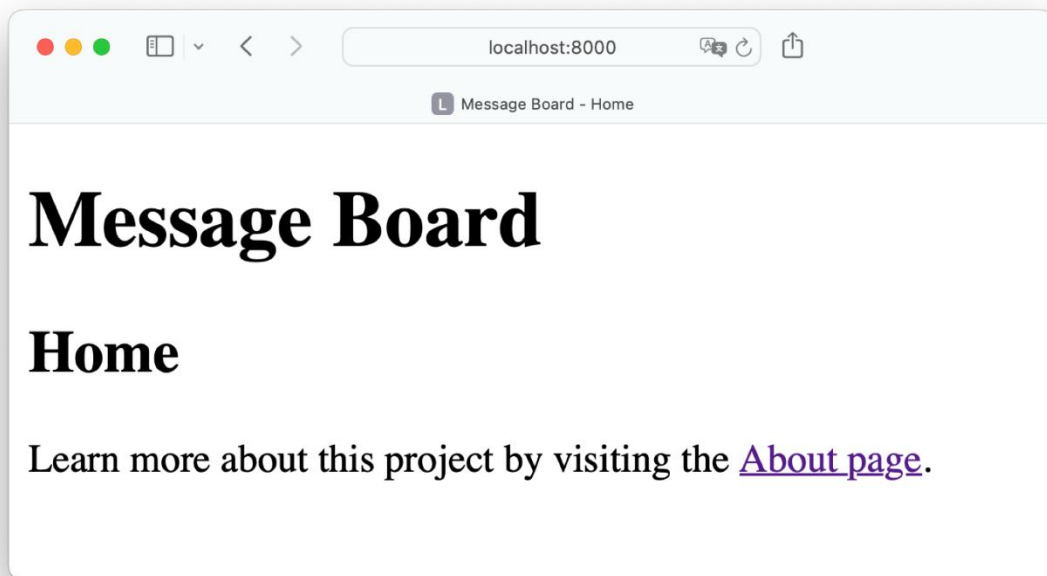 localhost:8000
L Message Board - Home
Message Board
Home
Learn more about this project by visiting the About page.